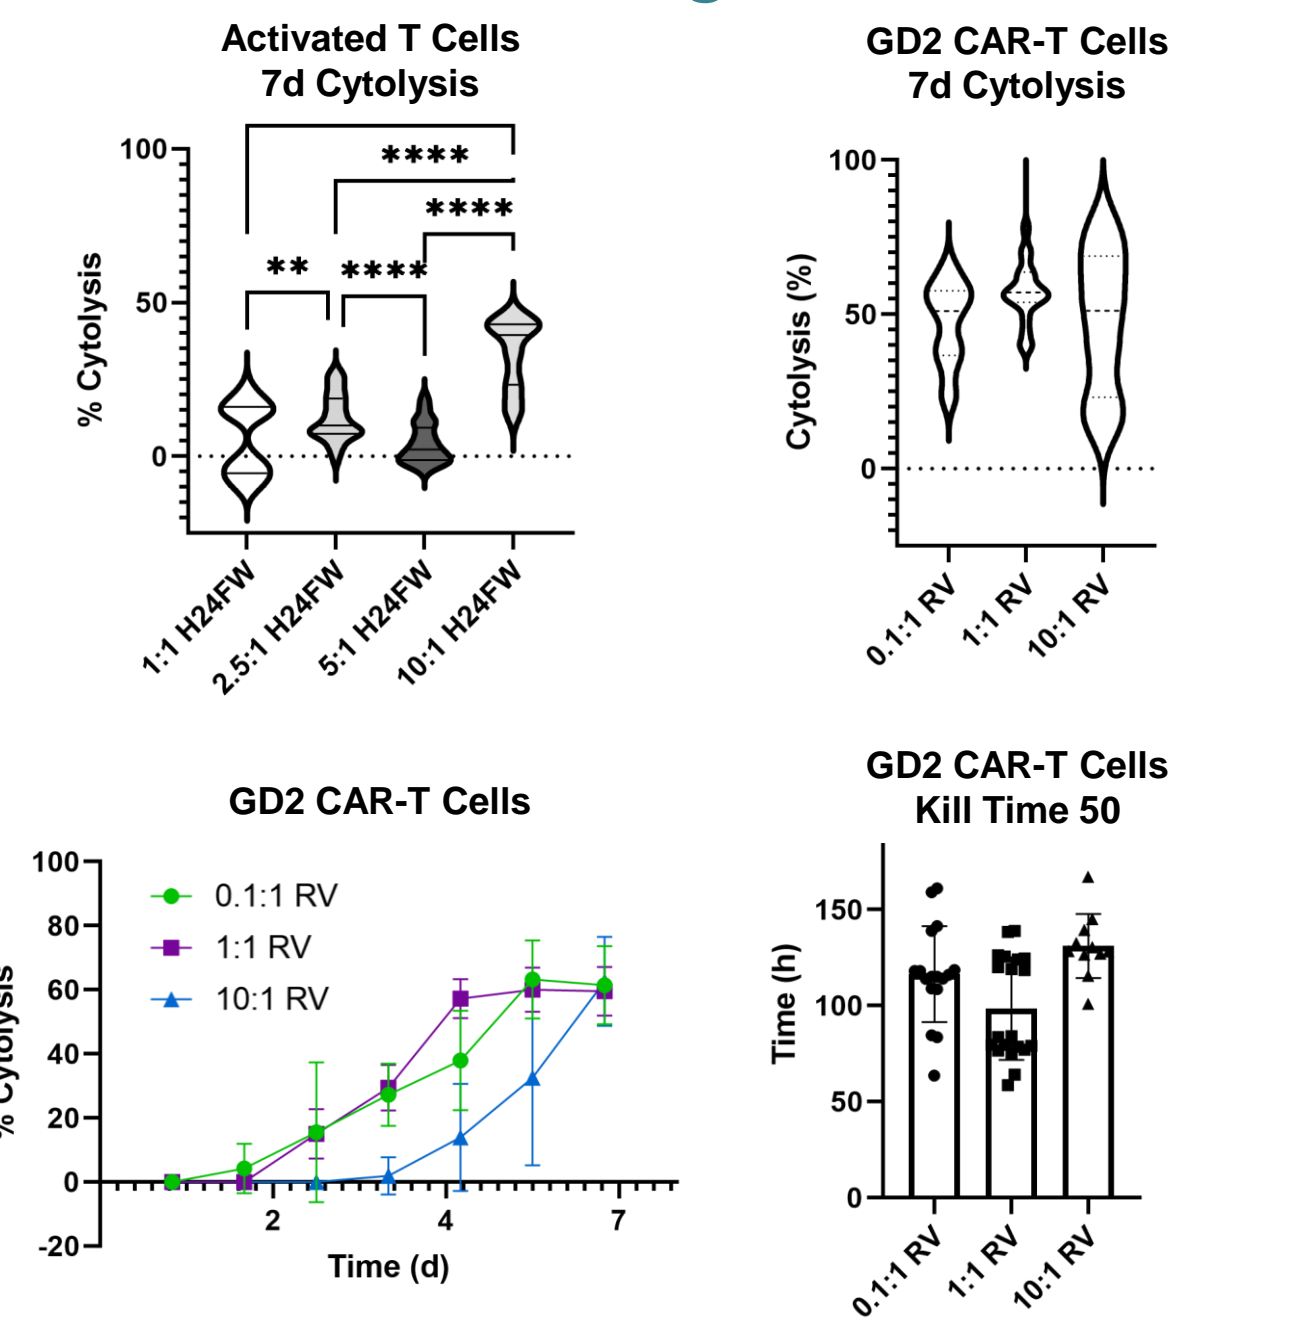 Activated T Cells
7d Cytolysis
100
50
0
% Cytolysis
****
****
**
****
1:1 H24FW
2.5:1 H24FW
5:1 H24FW
10:1 H24FW
GD2 CAR-T Cells
7d Cytolysis
100
50
0
Cytolysis (%)
0.1:1 RV
1:1 RV
10:1 RV
GD2 CAR-T Cells
100
80
60
40
20
0
-20
% Cytolysis
0.1:1 RV
1:1 RV
10:1 RV
2
4
7
Time (d)
GD2 CAR-T Cells
Kill Time 50
150
100
50
0
Time (h)
0.1:1 RV
1:1 RV
10:1 RV